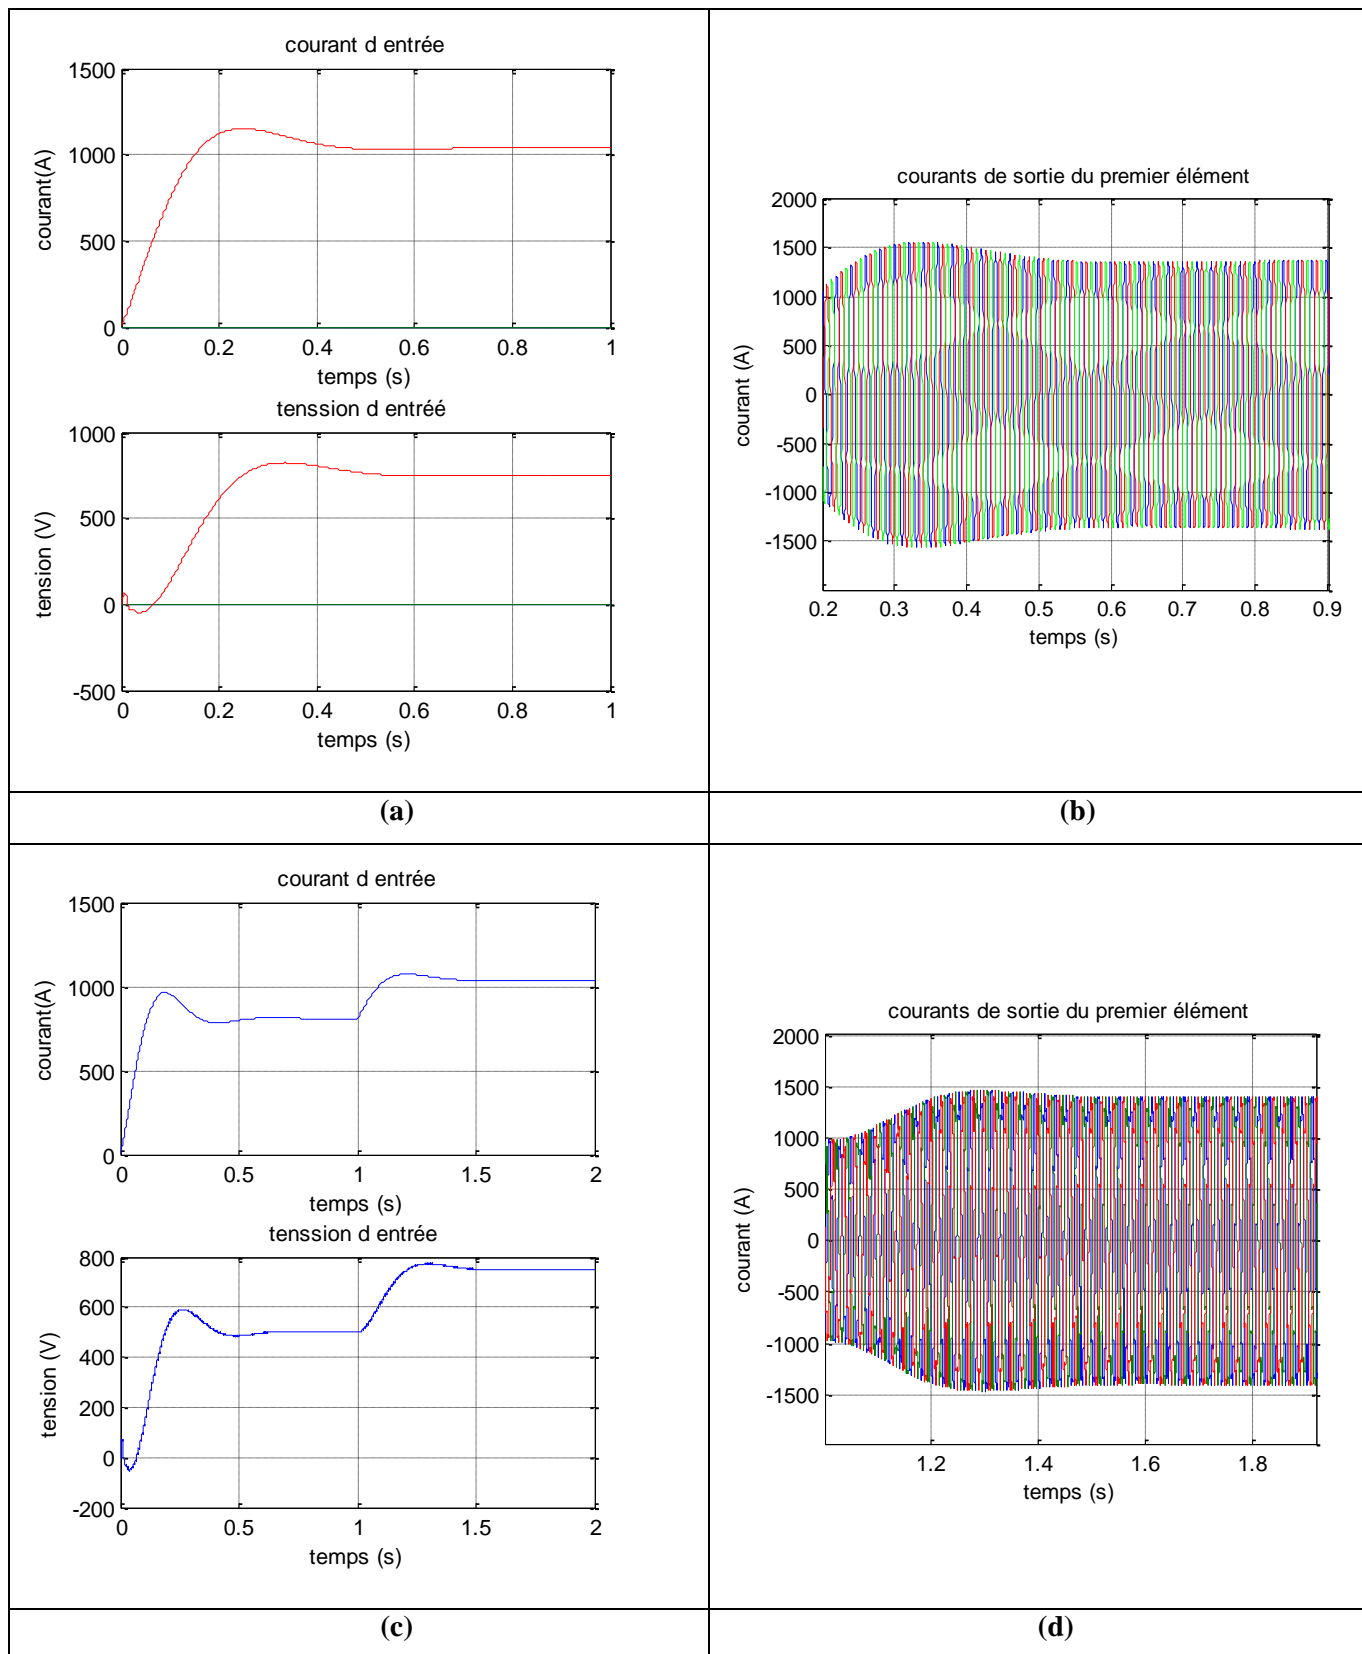 courant d entrée
1500
1000
500
0
courant(A)
0 0.2 0.4 0.6 0.8 1
temps (s)
tenssion d entréé
1000
500
0
-500
tension (V)
0 0.2 0.4 0.6 0.8 1
temps (s)
courants de sortie du premier élément
2000
1500
1000
500
0
-500
-1000
-1500
courant (A)
0.2 0.3 0.4 0.5 0.6 0.7 0.8 0.9
temps (s)
(a)
(b)
courant d entrée
1500
1000
500
0
courant(A)
0 0.5 1 1.5 2
temps (s)
tenssion d entrée
800
600
400
200
0
-200
tension (V)
0 0.5 1 1.5 2
temps (s)
courants de sortie du premier élément
2000
1500
1000
500
0
-500
-1000
-1500
courant (A)
1.2 1.4 1.6 1.8
temps (s)
(c)
(d)